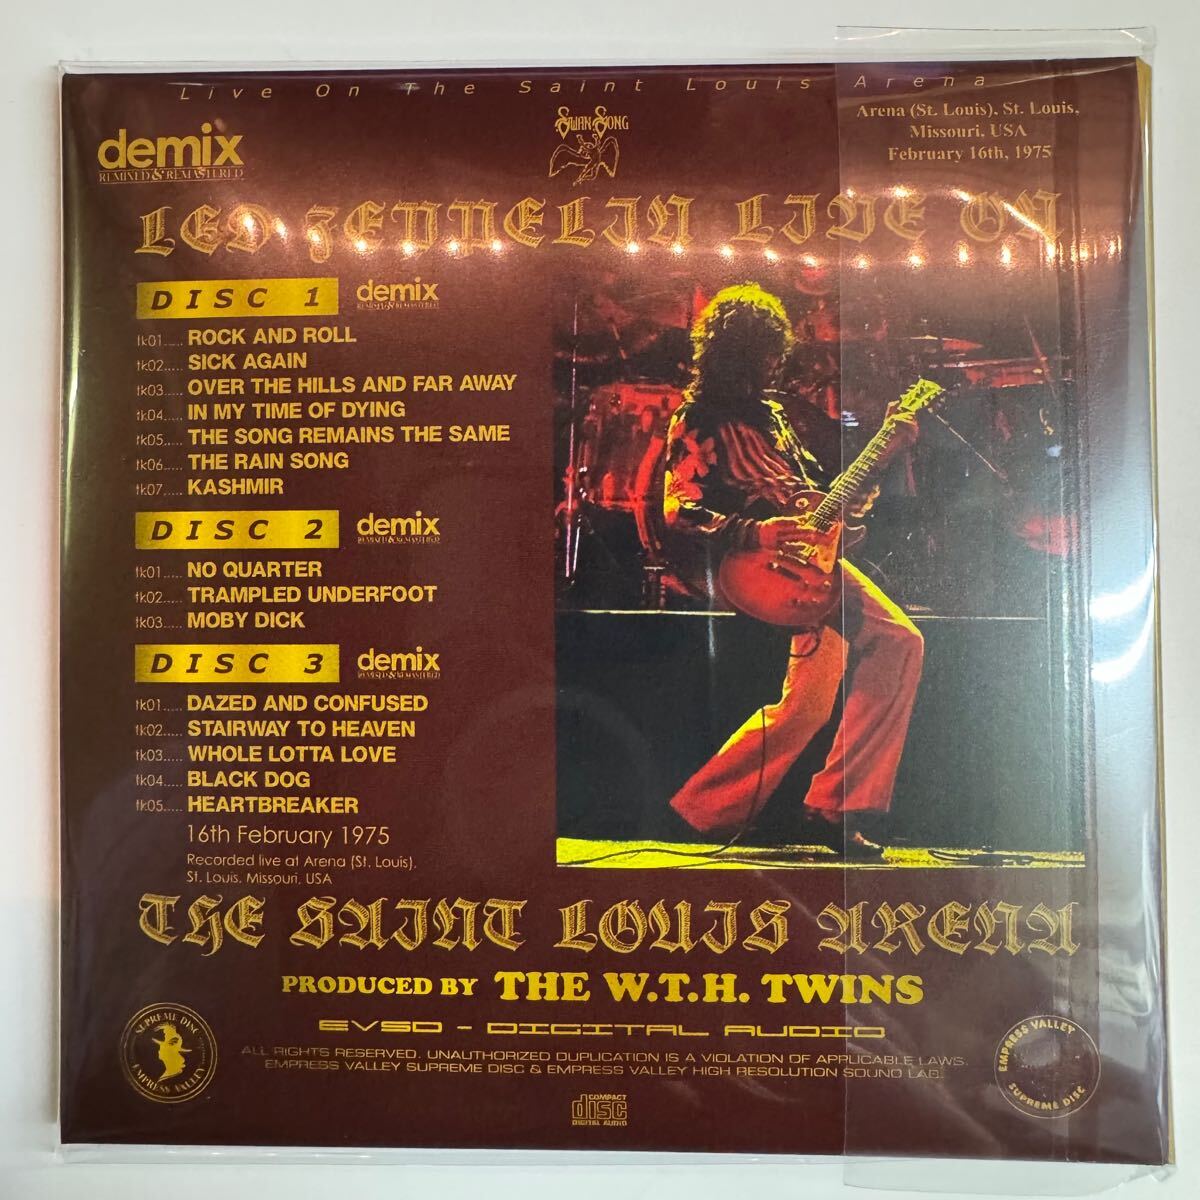 Live On The Saint Louis Arena
Arena (St. Louis), St. Louis,
Missouri, USA
February 16th, 1975
SWAN SONG
demix
REMIXED & REMASTERED
LED ZEPPELIN LIVE ON
DISC 1
demix
REMIXED & REMASTERED
tk01...... ROCK AND ROLL
tk02...... SICK AGAIN
tk03...... OVER THE HILLS AND FAR AWAY
tk04...... IN MY TIME OF DYING
tk05...... THE SONG REMAINS THE SAME
tk06...... THE RAIN SONG
tk07...... KASHMIR
DISC 2
demix
REMIXED & REMASTERED
tk01...... NO QUARTER
tk02...... TRAMPLED UNDERFOOT
tk03...... MOBY DICK
DISC 3
demix
REMIXED & REMASTERED
tk01...... DAZED AND CONFUSED
tk02...... STAIRWAY TO HEAVEN
tk03...... WHOLE LOTTA LOVE
tk04...... BLACK DOG
tk05...... HEARTBREAKER
16th February 1975
Recorded live at Arena (St. Louis),
St. Louis, Missouri, USA
THE SAINT LOUIS ARENA
PRODUCED BY THE W.T.H. TWINS
EVSD - DIGITAL AUDIO
ALL RIGHTS RESERVED. UNAUTHORIZED DUPLICATION IS A VIOLATION OF APPLICABLE LAWS.
EMPRESS VALLEY SUPREME DISC & EMPRESS VALLEY HIGH RESOLUTION SOUND LAB.
SUPREME DISC
EMPRESS VALLEY
EMPRESS VALLEY
SUPREME DISC
COMPACT
disc
DIGITAL AUDIO